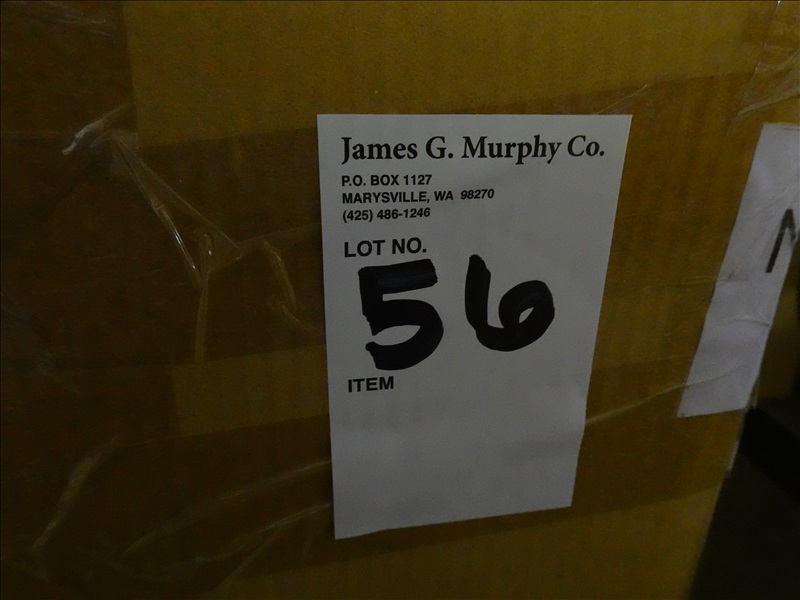 James G. Murphy Co.
P.O. BOX 1127
MARYSVILLE, WA 98270
(425) 486-1246
LOT NO.
56
ITEM